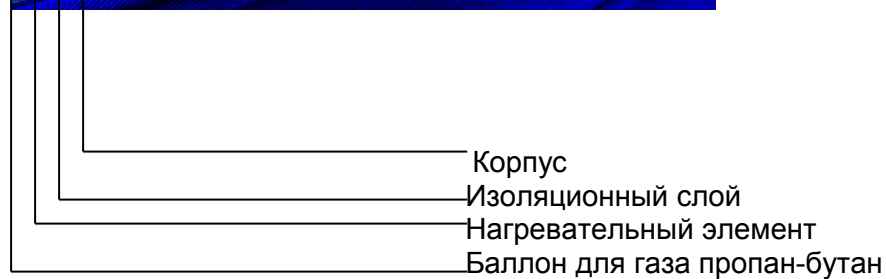 Корпус
Изоляционный слой
Нагревательный элемент
Баллон для газа пропан-бутан